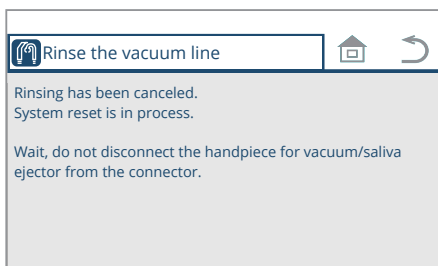 Rinse the vacuum line
Rinsing has been canceled.
System reset is in process.
Wait, do not disconnect the handpiece for vacuum/saliva
ejector from the connector.